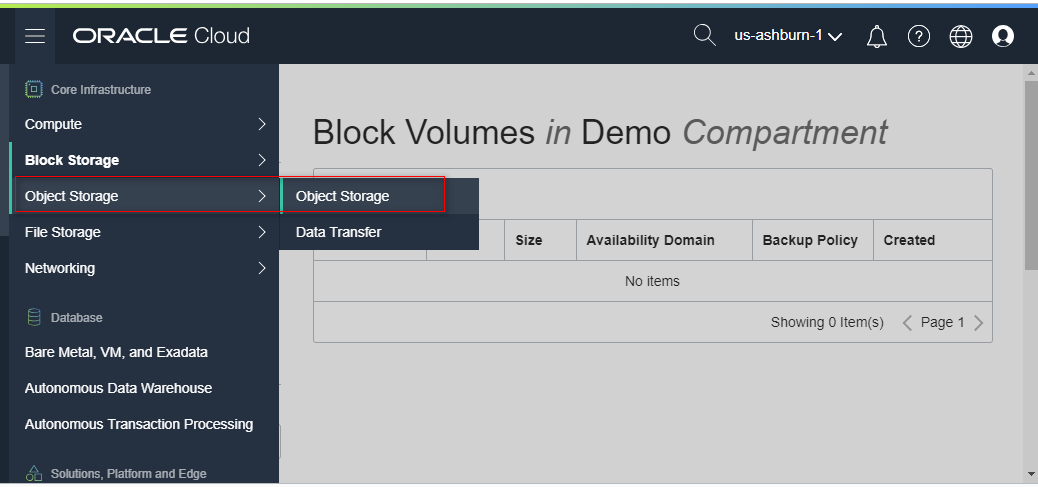 ORACLE Cloud
us-ashburn-1
Core Infrastructure
Compute
Block Storage
Object Storage
File Storage
Networking
Database
Bare Metal, VM, and Exadata
Autonomous Data Warehouse
Autonomous Transaction Processing
Solutions, Platform and Edge
Object Storage
Data Transfer
Block Volumes in Demo Compartment
Size Availability Domain Backup Policy Created
No items
Showing 0 Item(s) Page 1